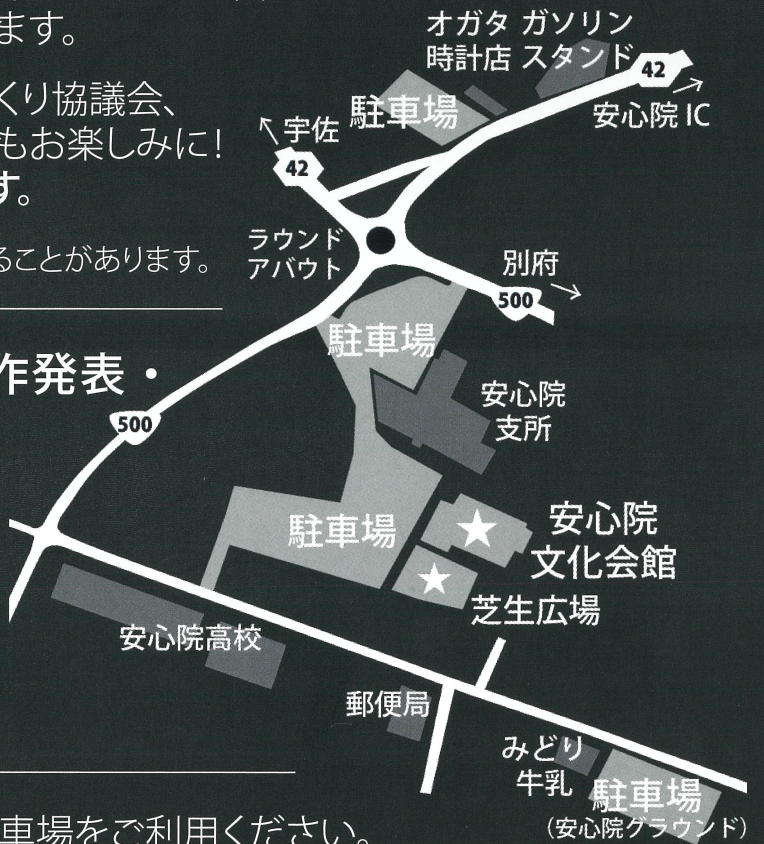 ます。
くり協議会、
もお楽しみに!
す。
ることがあります。
作発表・
オガタ ガソリン
時計店 スタンド
42
安心院 IC
駐車場
宇佐
42
ラウンド
アバウト
別府
500
駐車場
安心院
支所
500
駐車場
安心院
文化会館
芝生広場
安心院高校
郵便局
みどり
牛乳
駐車場
(安心院グラウンド)
車場をご利用ください。